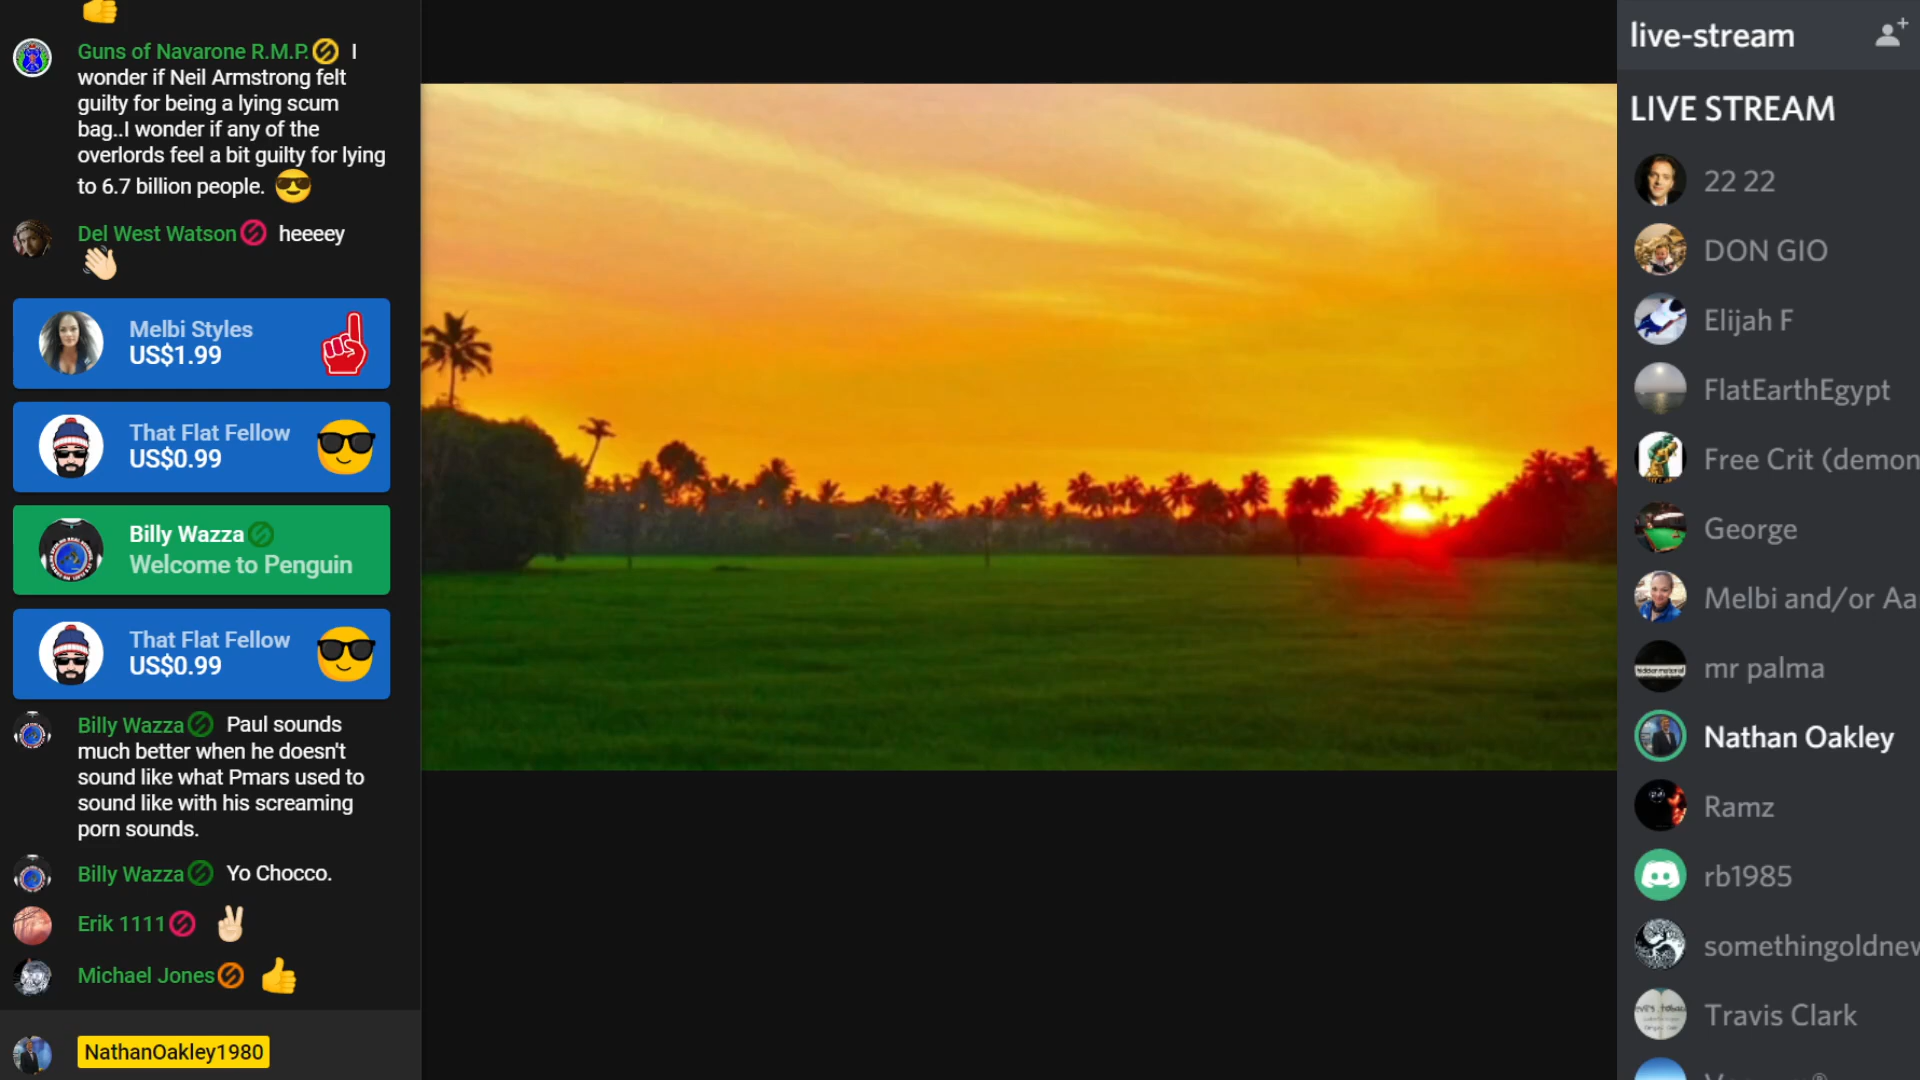 Guns of Navarone R.M.P. I
wonder if Neil Armstrong felt
guilty for being a lying scum
bag..I wonder if any of the
overlords feel a bit guilty for lying
to 6.7 billion people.
Del West Watson heeeey
Melbi Styles
US$1.99
That Flat Fellow
US$0.99
Billy Wazza
Welcome to Penguin
That Flat Fellow
US$0.99
Billy Wazza Paul sounds
much better when he doesn't
sound like what Pmars used to
sound like with his screaming
porn sounds.
Billy Wazza Yo Chocco.
Erik 1111
Michael Jones
NathanOakley1980
live-stream
LIVE STREAM
22 22
DON GIO
Elijah F
FlatEarthEgypt
Free Crit (demon
George
Melbi and/or Aa
mr palma
Nathan Oakley
Ramz
rb1985
somethingoldnew
Travis Clark